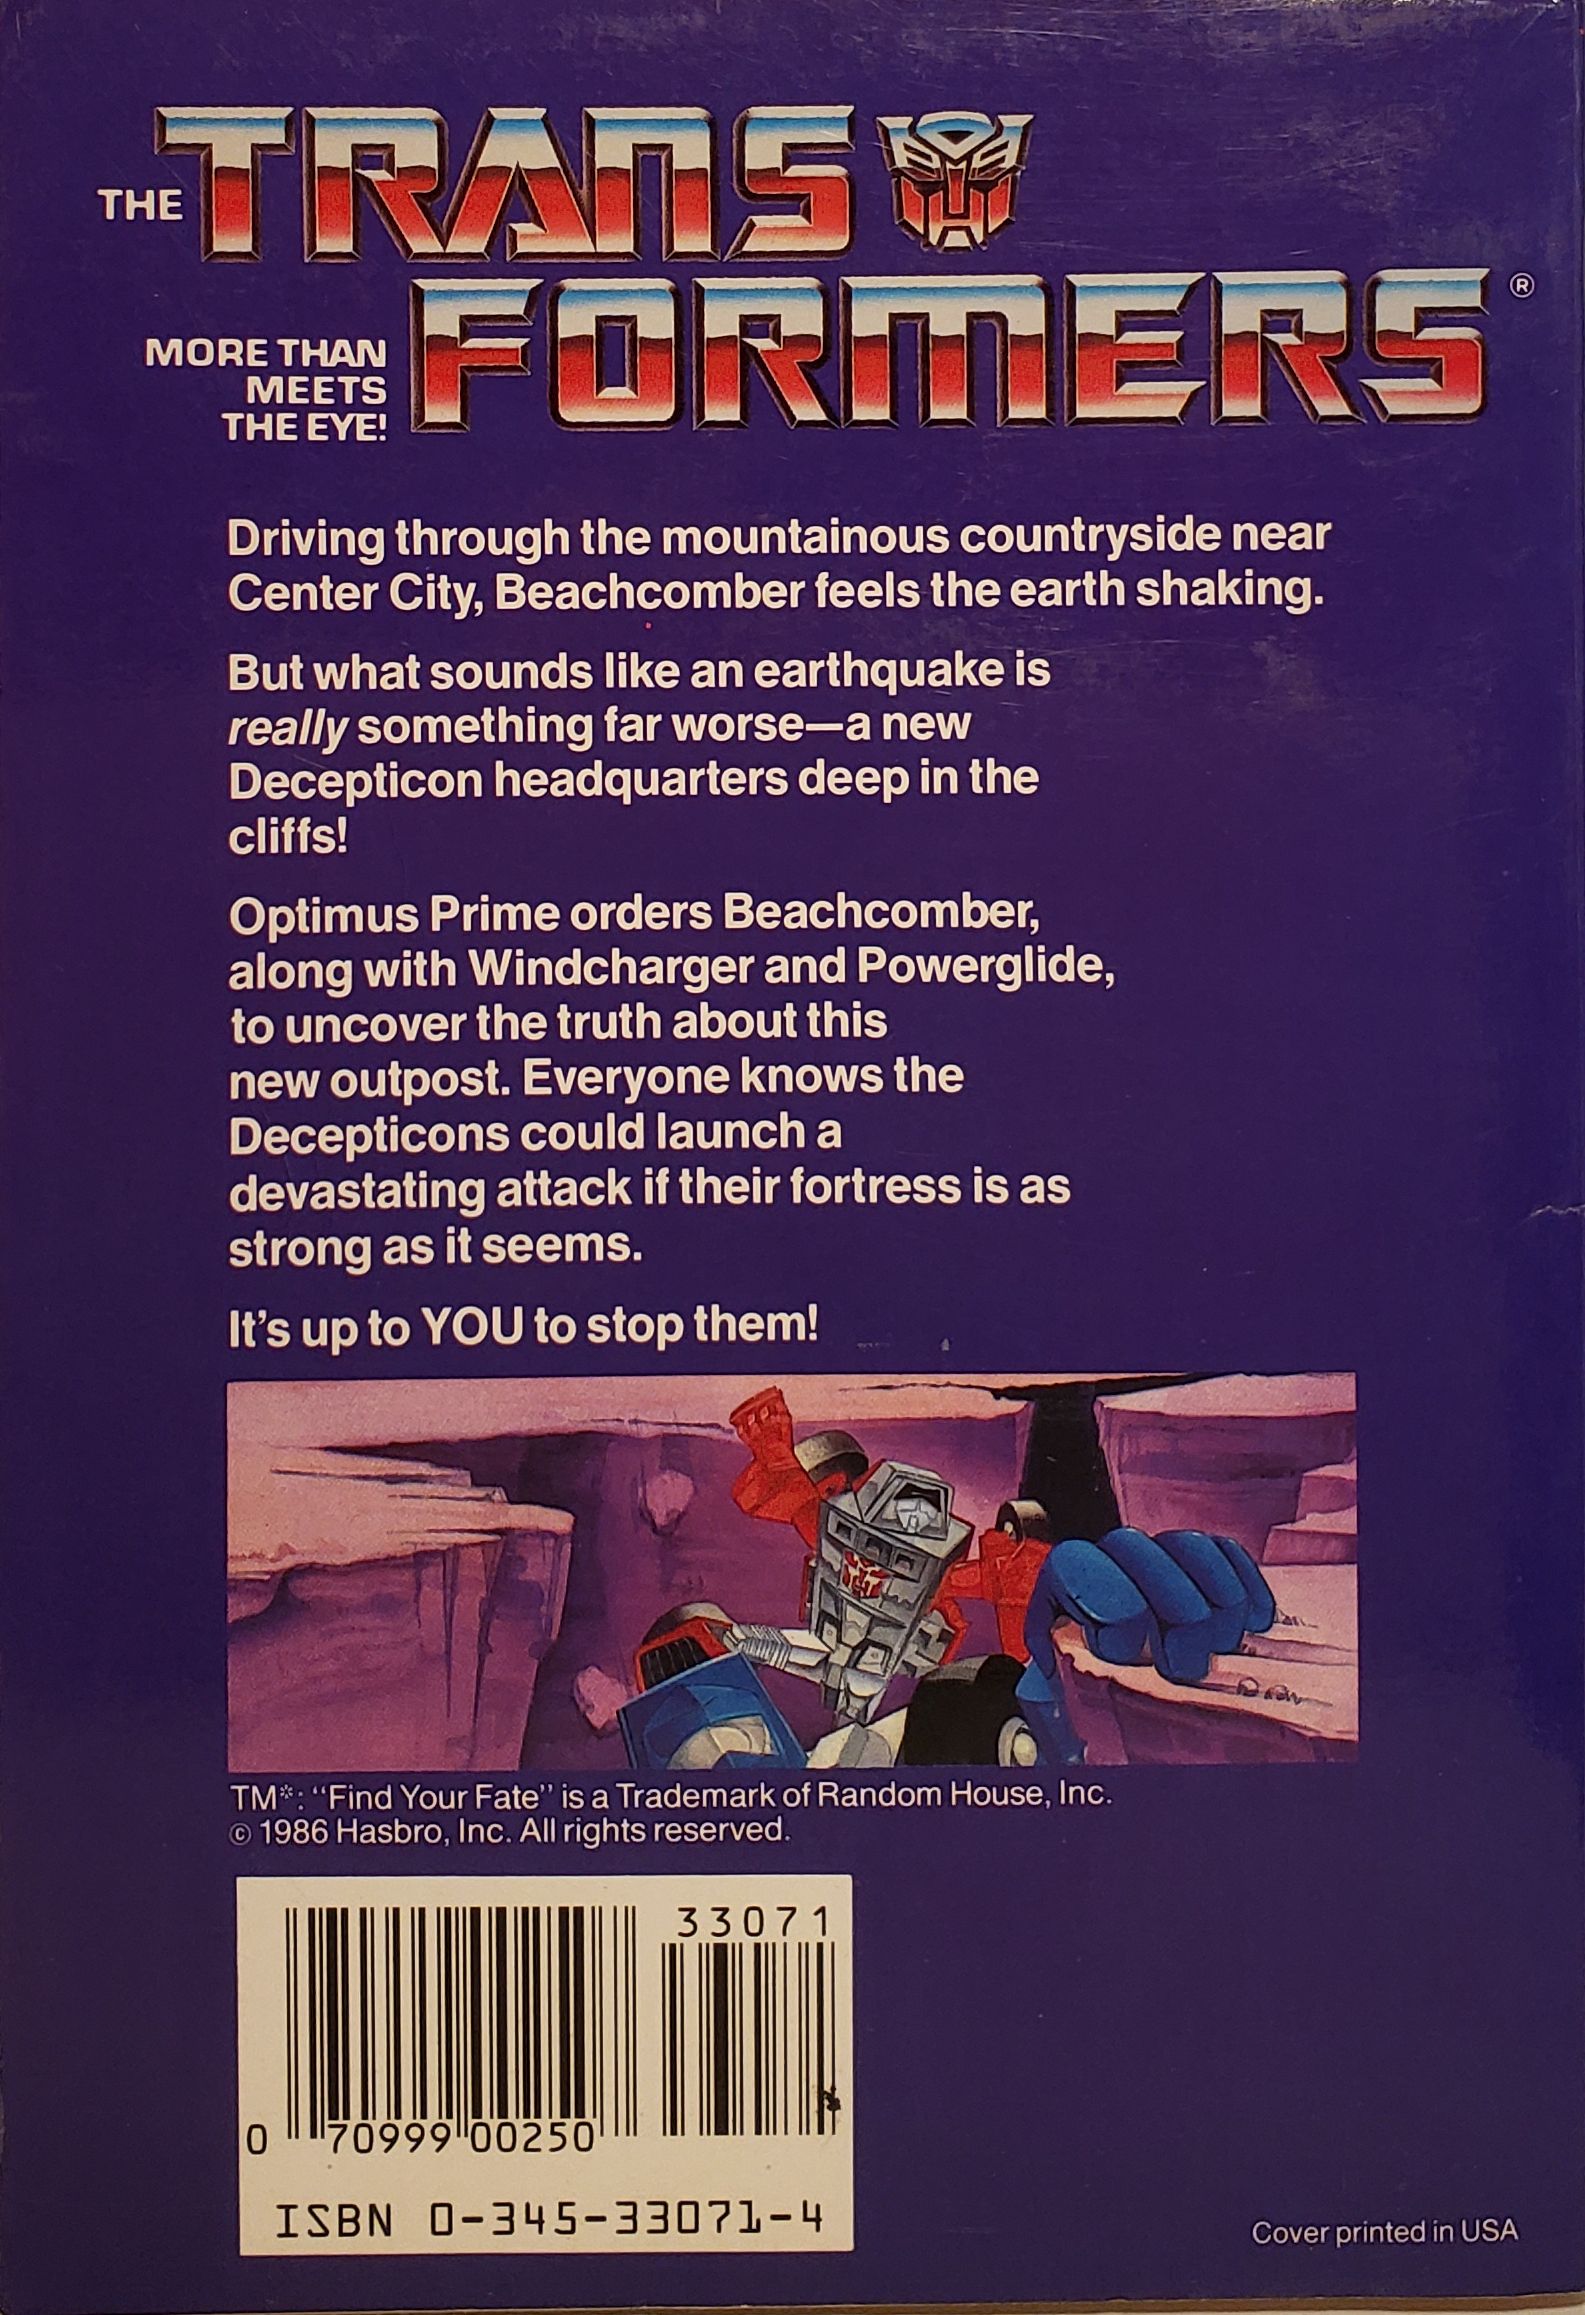 THE TRANS
FORMERS ®
MORE THAN
MEETS
THE EYE!
Driving through the mountainous countryside near
Center City, Beachcomber feels the earth shaking.
But what sounds like an earthquake is
really something far worse—a new
Decepticon headquarters deep in the
cliffs!
Optimus Prime orders Beachcomber,
along with Windcharger and Powerglide,
to uncover the truth about this
new outpost. Everyone knows the
Decepticons could launch a
devastating attack if their fortress is as
strong as it seems.
It's up to YOU to stop them!
TM*: "Find Your Fate" is a Trademark of Random House, Inc.
© 1986 Hasbro, Inc. All rights reserved.
33071
0 70999 00250
ISBN 0-345-33071-4
Cover printed in USA